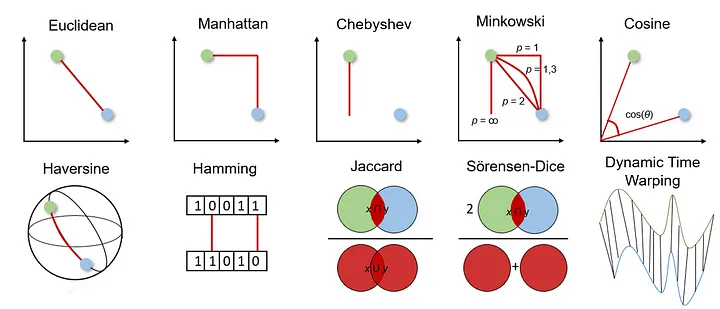 Euclidean
Manhattan
Chebyshev
Minkowski
Cosine
p = 1
p = 1,3
p = 2
p = ∞
cos(θ)
Haversine
Hamming
Jaccard
Sörensen-Dice
Dynamic Time
Warping
1 0 0 1 1
1 1 0 1 0
x ∩ y
x ∪ y
2
x ∩ y
+